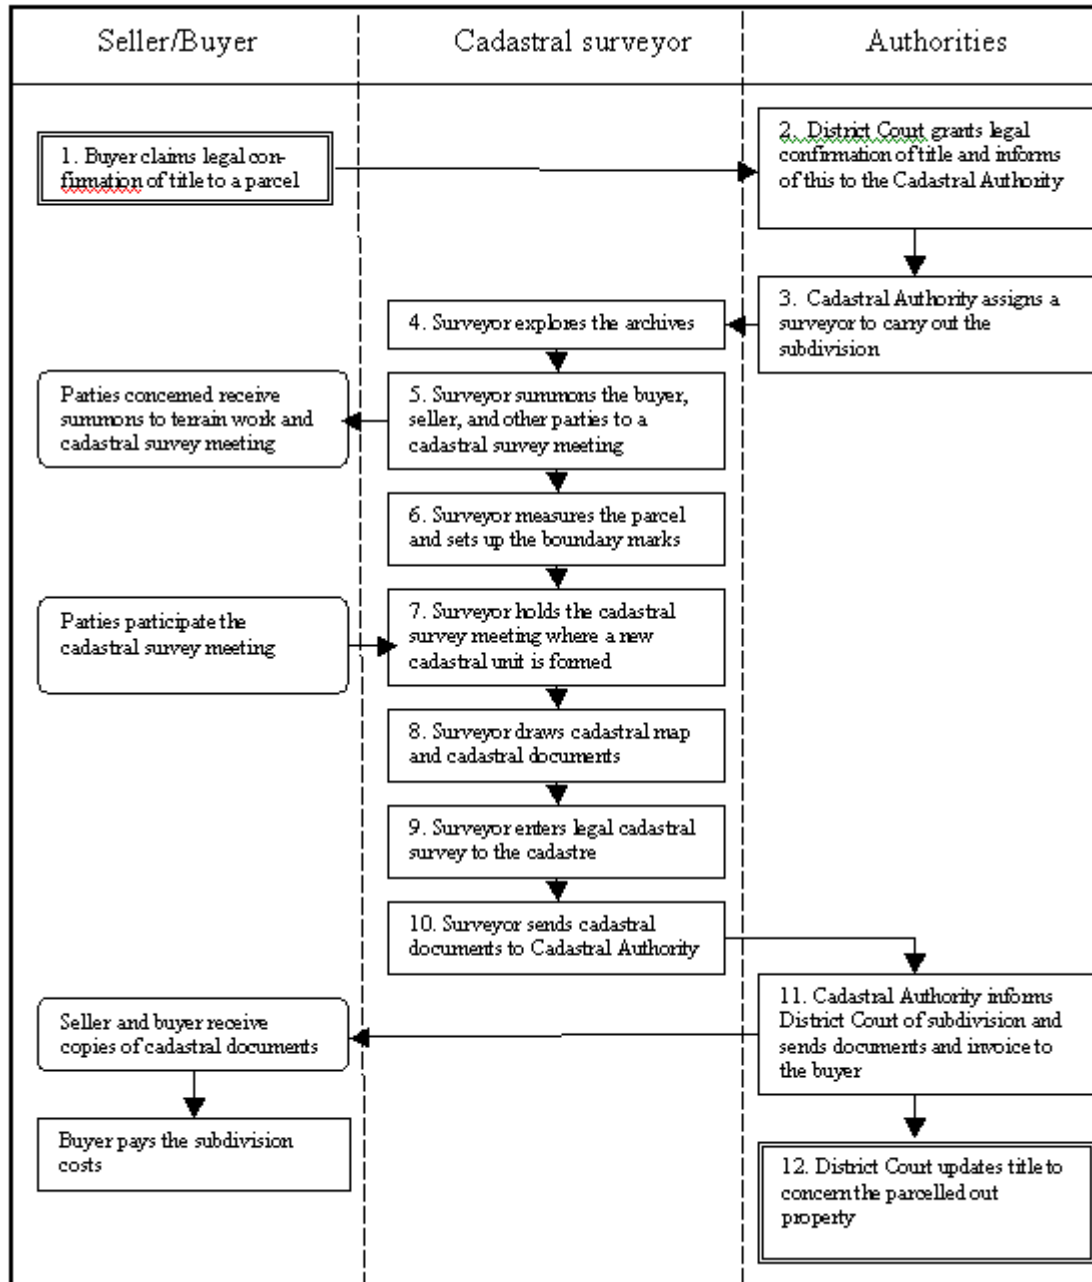 Seller/Buyer
Cadastral surveyor
Authorities
1. Buyer claims legal con-
firmation of title to a parcel
2. District Court grants legal
confirmation of title and informs
of this to the Cadastral Authority
3. Cadastral Authority assigns a
surveyor to carry out the
subdivision
4. Surveyor explores the archives
Parties concerned receive
summons to terrain work and
cadastral survey meeting
5. Surveyor summons the buyer,
seller, and other parties to a
cadastral survey meeting
6. Surveyor measures the parcel
and sets up the boundary marks
Parties participate the
cadastral survey meeting
7. Surveyor holds the cadastral
survey meeting where a new
cadastral unit is formed
8. Surveyor draws cadastral map
and cadastral documents
9. Surveyor enters legal cadastral
survey to the cadastre
10. Surveyor sends cadastral
documents to Cadastral Authority
11. Cadastral Authority informs
District Court of subdivision and
sends documents and invoice to
the buyer
Seller and buyer receive
copies of cadastral documents
Buyer pays the subdivision
costs
12. District Court updates title to
concern the parcelled out
property